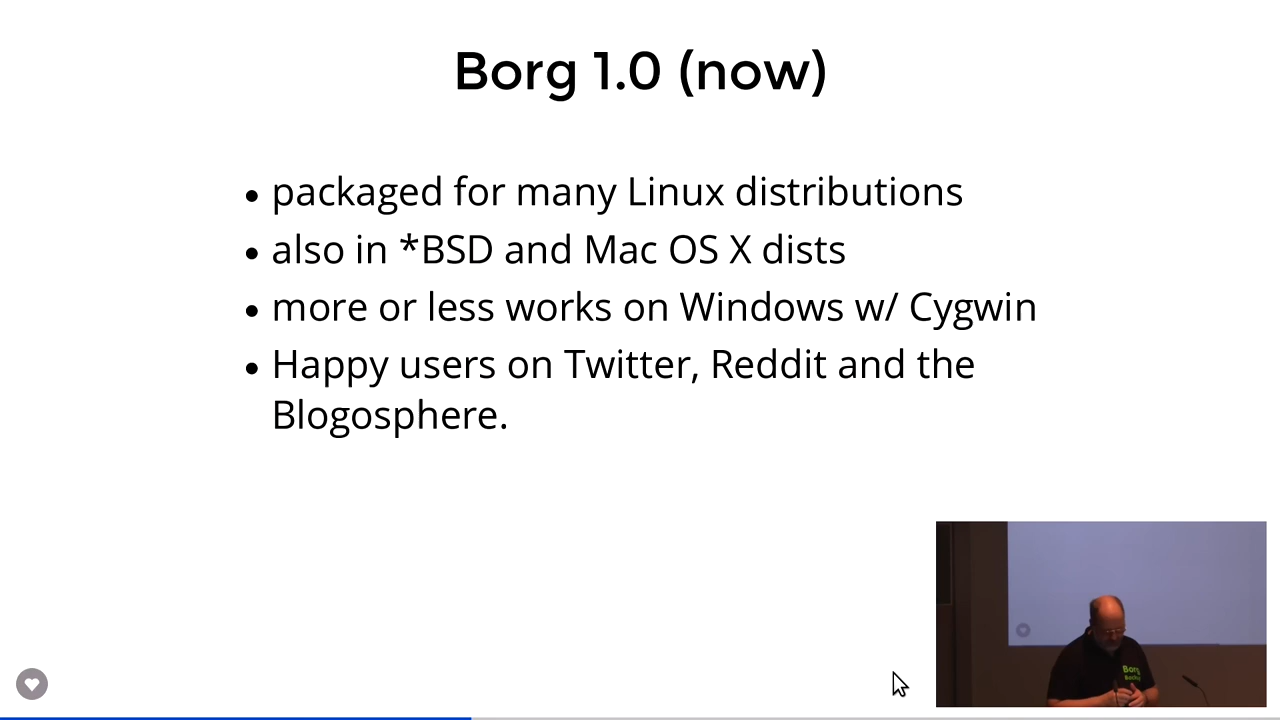 Borg 1.0 (now)
• packaged for many Linux distributions
• also in *BSD and Mac OS X dists
• more or less works on Windows w/ Cygwin
• Happy users on Twitter, Reddit and the
Blogosphere.
Borg